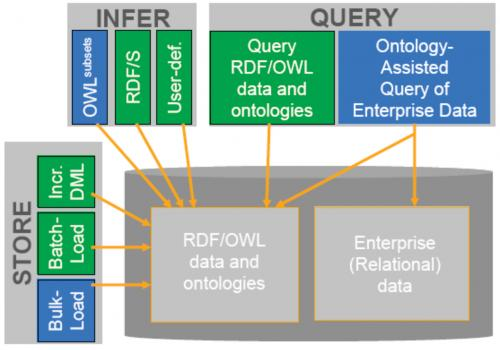 INFER
QUERY
OWL subsets
RDF/S
User-def.
Query
RDF/OWL
data and
ontologies
Ontology-
Assisted
Query of
Enterprise Data
STORE
Incr.
DML
Batch-
Load
Bulk-
Load
RDF/OWL
data and
ontologies
Enterprise
(Relational)
data